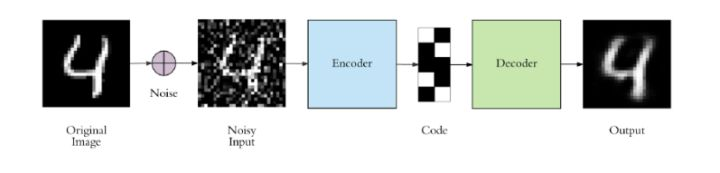 Encoder
Decoder
Noise
Original
Image
Noisy
Input
Code
Output